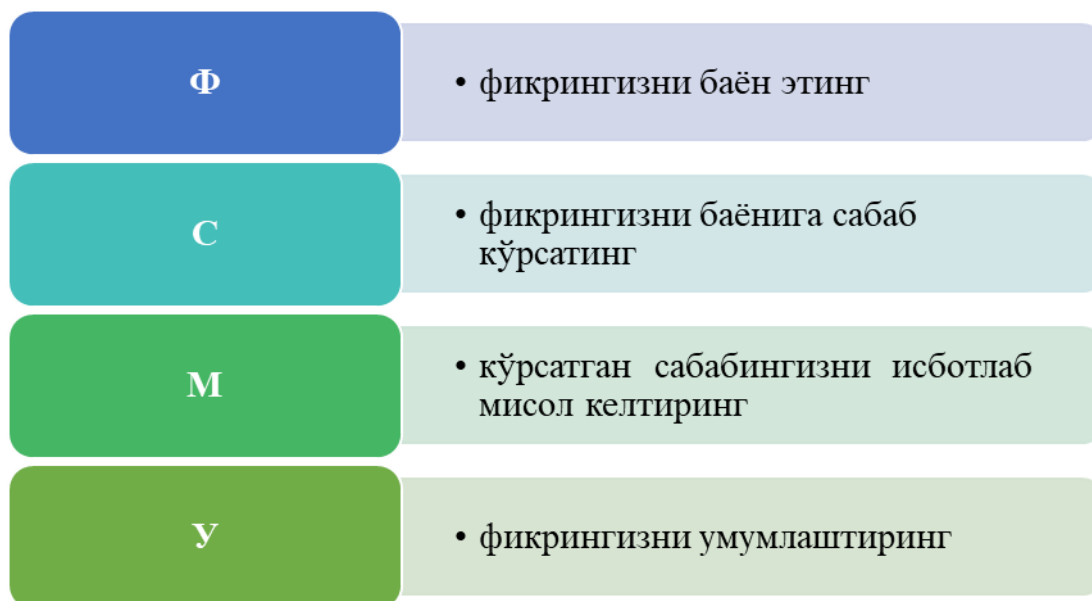 Ф
• фикрингизни баён этинг
С
• фикрингизни баёнига сабаб
кўрсатинг
М
• кўрсатган сабабингизни исботлаб
мисол келтиринг
У
• фикрингизни умумлаштиринг